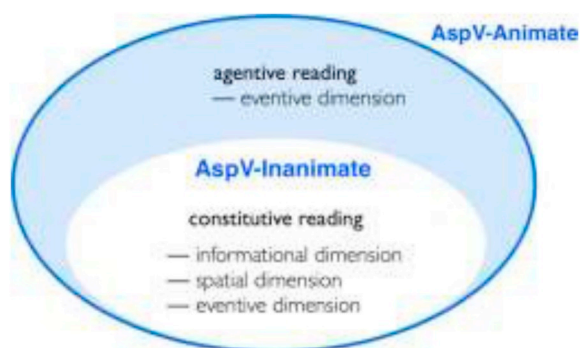 AspV-Animate
agentive reading
— eventive dimension
AspV-Inanimate
constitutive reading
— informational dimension
— spatial dimension
— eventive dimension